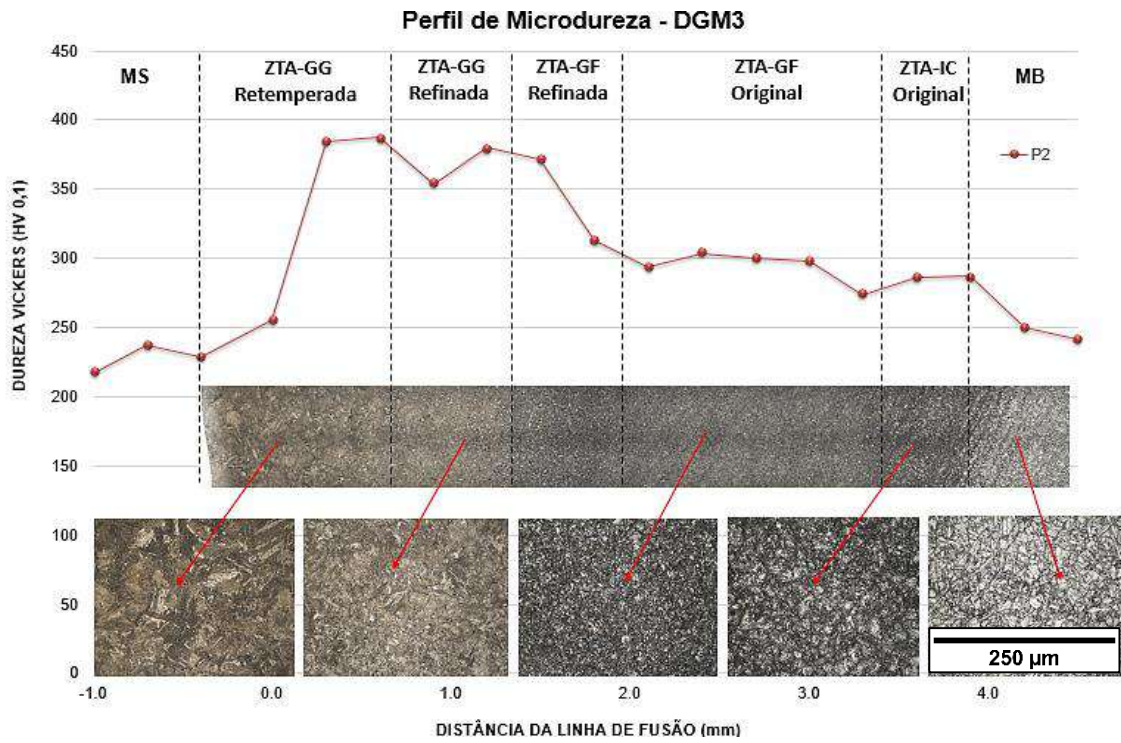 Perfil de Microdureza - DGM3
DUREZA VICKERS (HV 0,1)
450
400
350
300
250
200
150
100
50
0
MS
ZTA-GG
Retemperada
ZTA-GG
Refinada
ZTA-GF
Refinada
ZTA-GF
Original
ZTA-IC
Original
MB
P2
250 µm
-1.0
0.0
1.0
2.0
3.0
4.0
DISTÂNCIA DA LINHA DE FUSÃO (mm)